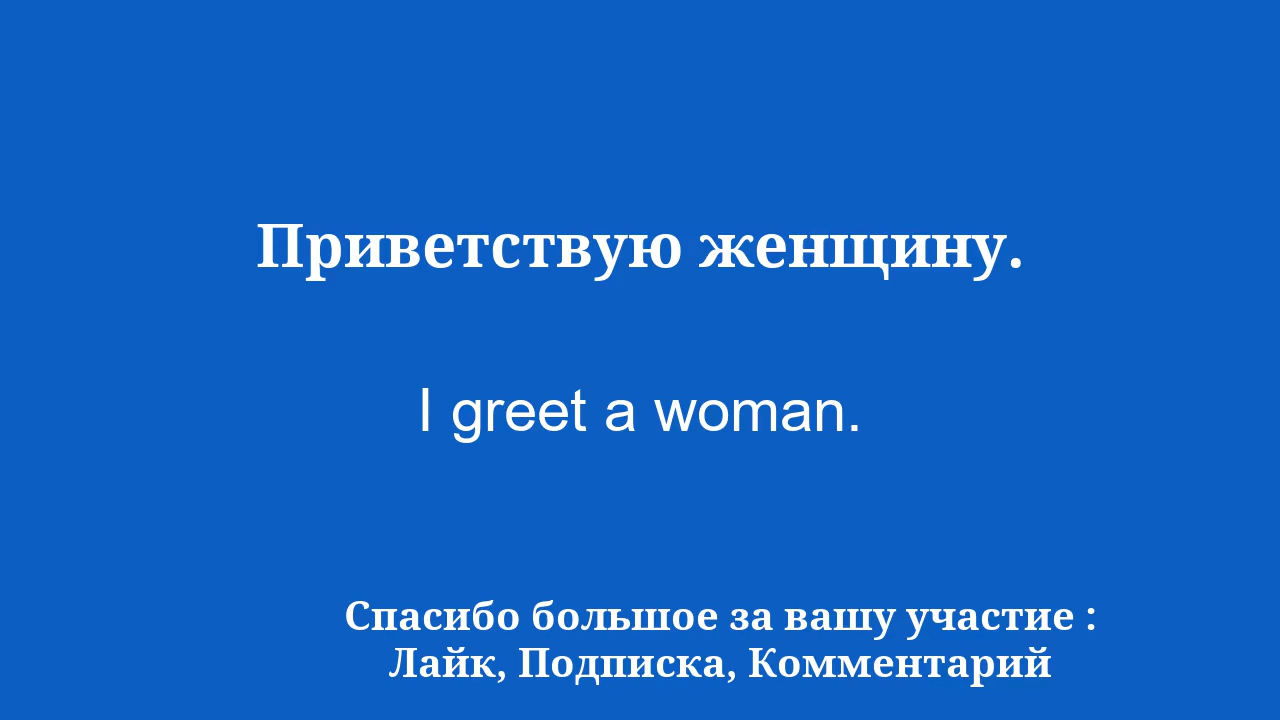 Приветствую женщину.
I greet a woman.
Спасибо большое за вашу участие :
Лайк, Подписка, Комментарий